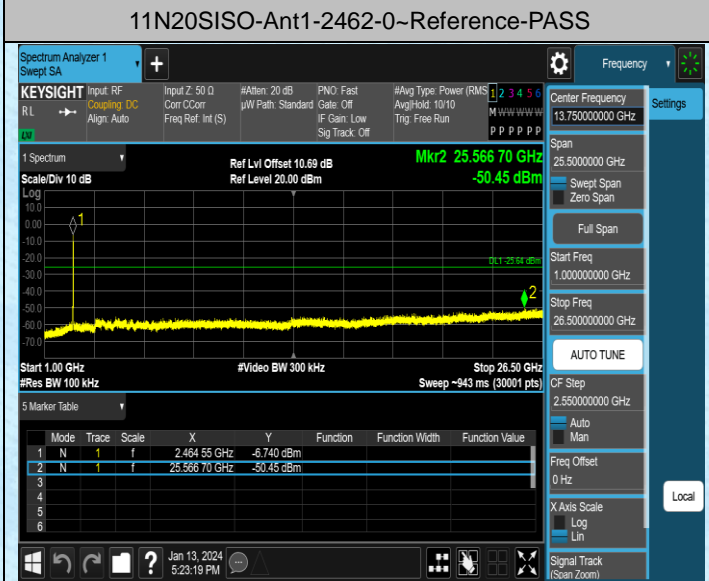 11N20SISO-Ant1-2462-0~Reference-PASS
Spectrum Analyzer 1
Swept SA
Frequency
KEYSIGHT
RL
LNI
Input: RF
Coupling: DC
Align: Auto
Input Z: 50 Ω
Corr CCorr
Freq Ref: Int (S)
#Atten: 20 dB
µW Path: Standard
PNO: Fast
Gate: Off
IF Gain: Low
Sig Track: Off
#Avg Type: Power (RMS
Avg|Hold: 10/10
Trig: Free Run
1 2 3 4 5 6
M W W W W W
P P P P P P
1 Spectrum
Scale/Div 10 dB
Ref Lvl Offset 10.69 dB
Ref Level 20.00 dBm
Mkr2 25.566 70 GHz
-50.45 dBm
Log
10.0
0.00
-10.0
-20.0
-30.0
-40.0
-50.0
-60.0
-70.0
1
DL1 -25.64 dBm
2
Start 1.00 GHz
#Res BW 100 kHz
#Video BW 300 kHz
Stop 26.50 GHz
Sweep ~943 ms (30001 pts)
5 Marker Table
Mode Trace Scale X Y Function Function Width Function Value
1 N 1 f 2.464 55 GHz -6.740 dBm
2 N 1 f 25.566 70 GHz -50.45 dBm
3
4
5
6
Jan 13, 2024
5:23:19 PM
Center Frequency
13.750000000 GHz
Settings
Span
25.5000000 GHz
Swept Span
Zero Span
Full Span
Start Freq
1.000000000 GHz
Stop Freq
26.500000000 GHz
AUTO TUNE
CF Step
2.550000000 GHz
Auto
Man
Freq Offset
0 Hz
X Axis Scale
Log
Lin
Local
Signal Track
(Span Zoom)